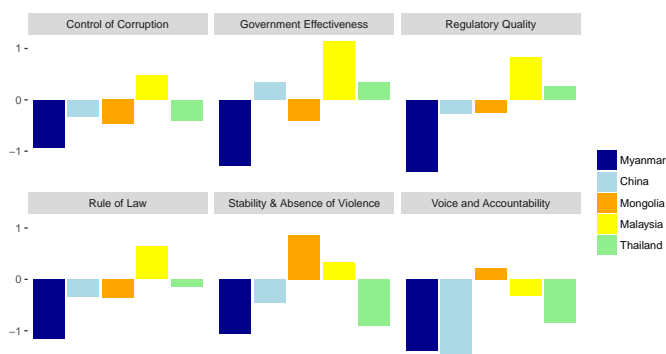 Control of Corruption
Government Effectiveness
Regulatory Quality
1
0
−1
Rule of Law
Stability & Absence of Violence
Voice and Accountability
1
0
−1
Myanmar
China
Mongolia
Malaysia
Thailand